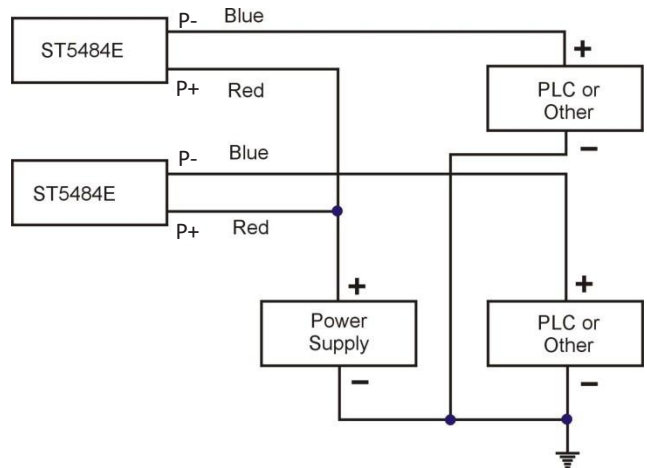 P- Blue
ST5484E
P+ Red
+
PLC or
Other
−
P- Blue
ST5484E
P+ Red
+
Power
Supply
−
+
PLC or
Other
−